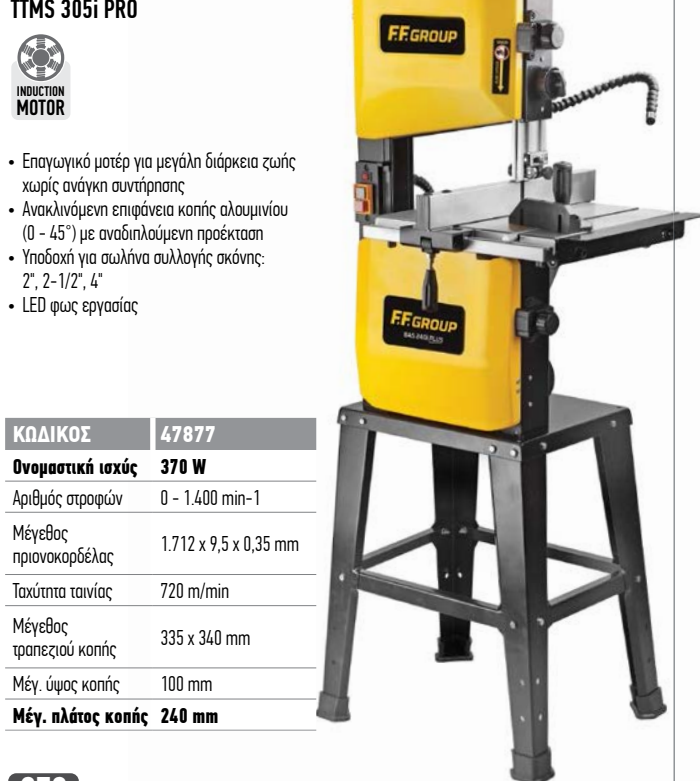 TTMS 305i PRO
INDUCTION
MOTOR
• Επαγωγικό μοτέρ για μεγάλη διάρκεια ζωής
χωρίς ανάγκη συντήρησης
• Ανακλινόμενη επιφάνεια κοπής αλουμινίου
(0 - 45°) με αναδιπλούμενη προέκταση
• Υποδοχή για σωλήνα συλλογής σκόνης:
2", 2-1/2", 4"
• LED φως εργασίας
ΚΩΔΙΚΟΣ 47877
Ονομαστική ισχύς 370 W
Αριθμός στροφών 0 - 1.400 min-1
Μέγεθος
πριονοκορδέλας 1.712 x 9,5 x 0,35 mm
Ταχύτητα ταινίας 720 m/min
Μέγεθος
τραπεζιού κοπής 335 x 340 mm
Μέγ. ύψος κοπής 100 mm
Μέγ. πλάτος κοπής 240 mm
F.F. GROUP
F.F. GROUP
BAS 240i PLUS